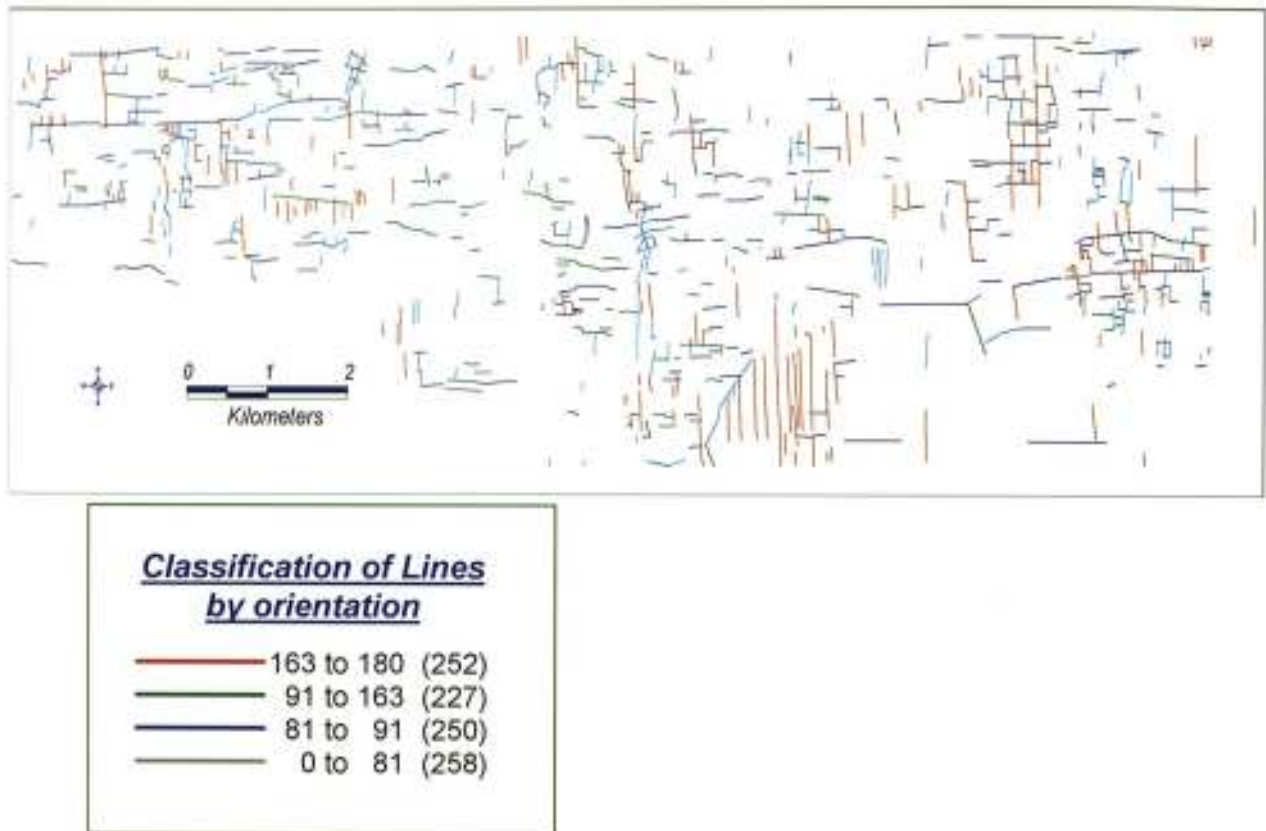 0 1 2
Kilometers
Classification of Lines
by orientation
163 to 180 (252)
91 to 163 (227)
81 to 91 (250)
0 to 81 (258)